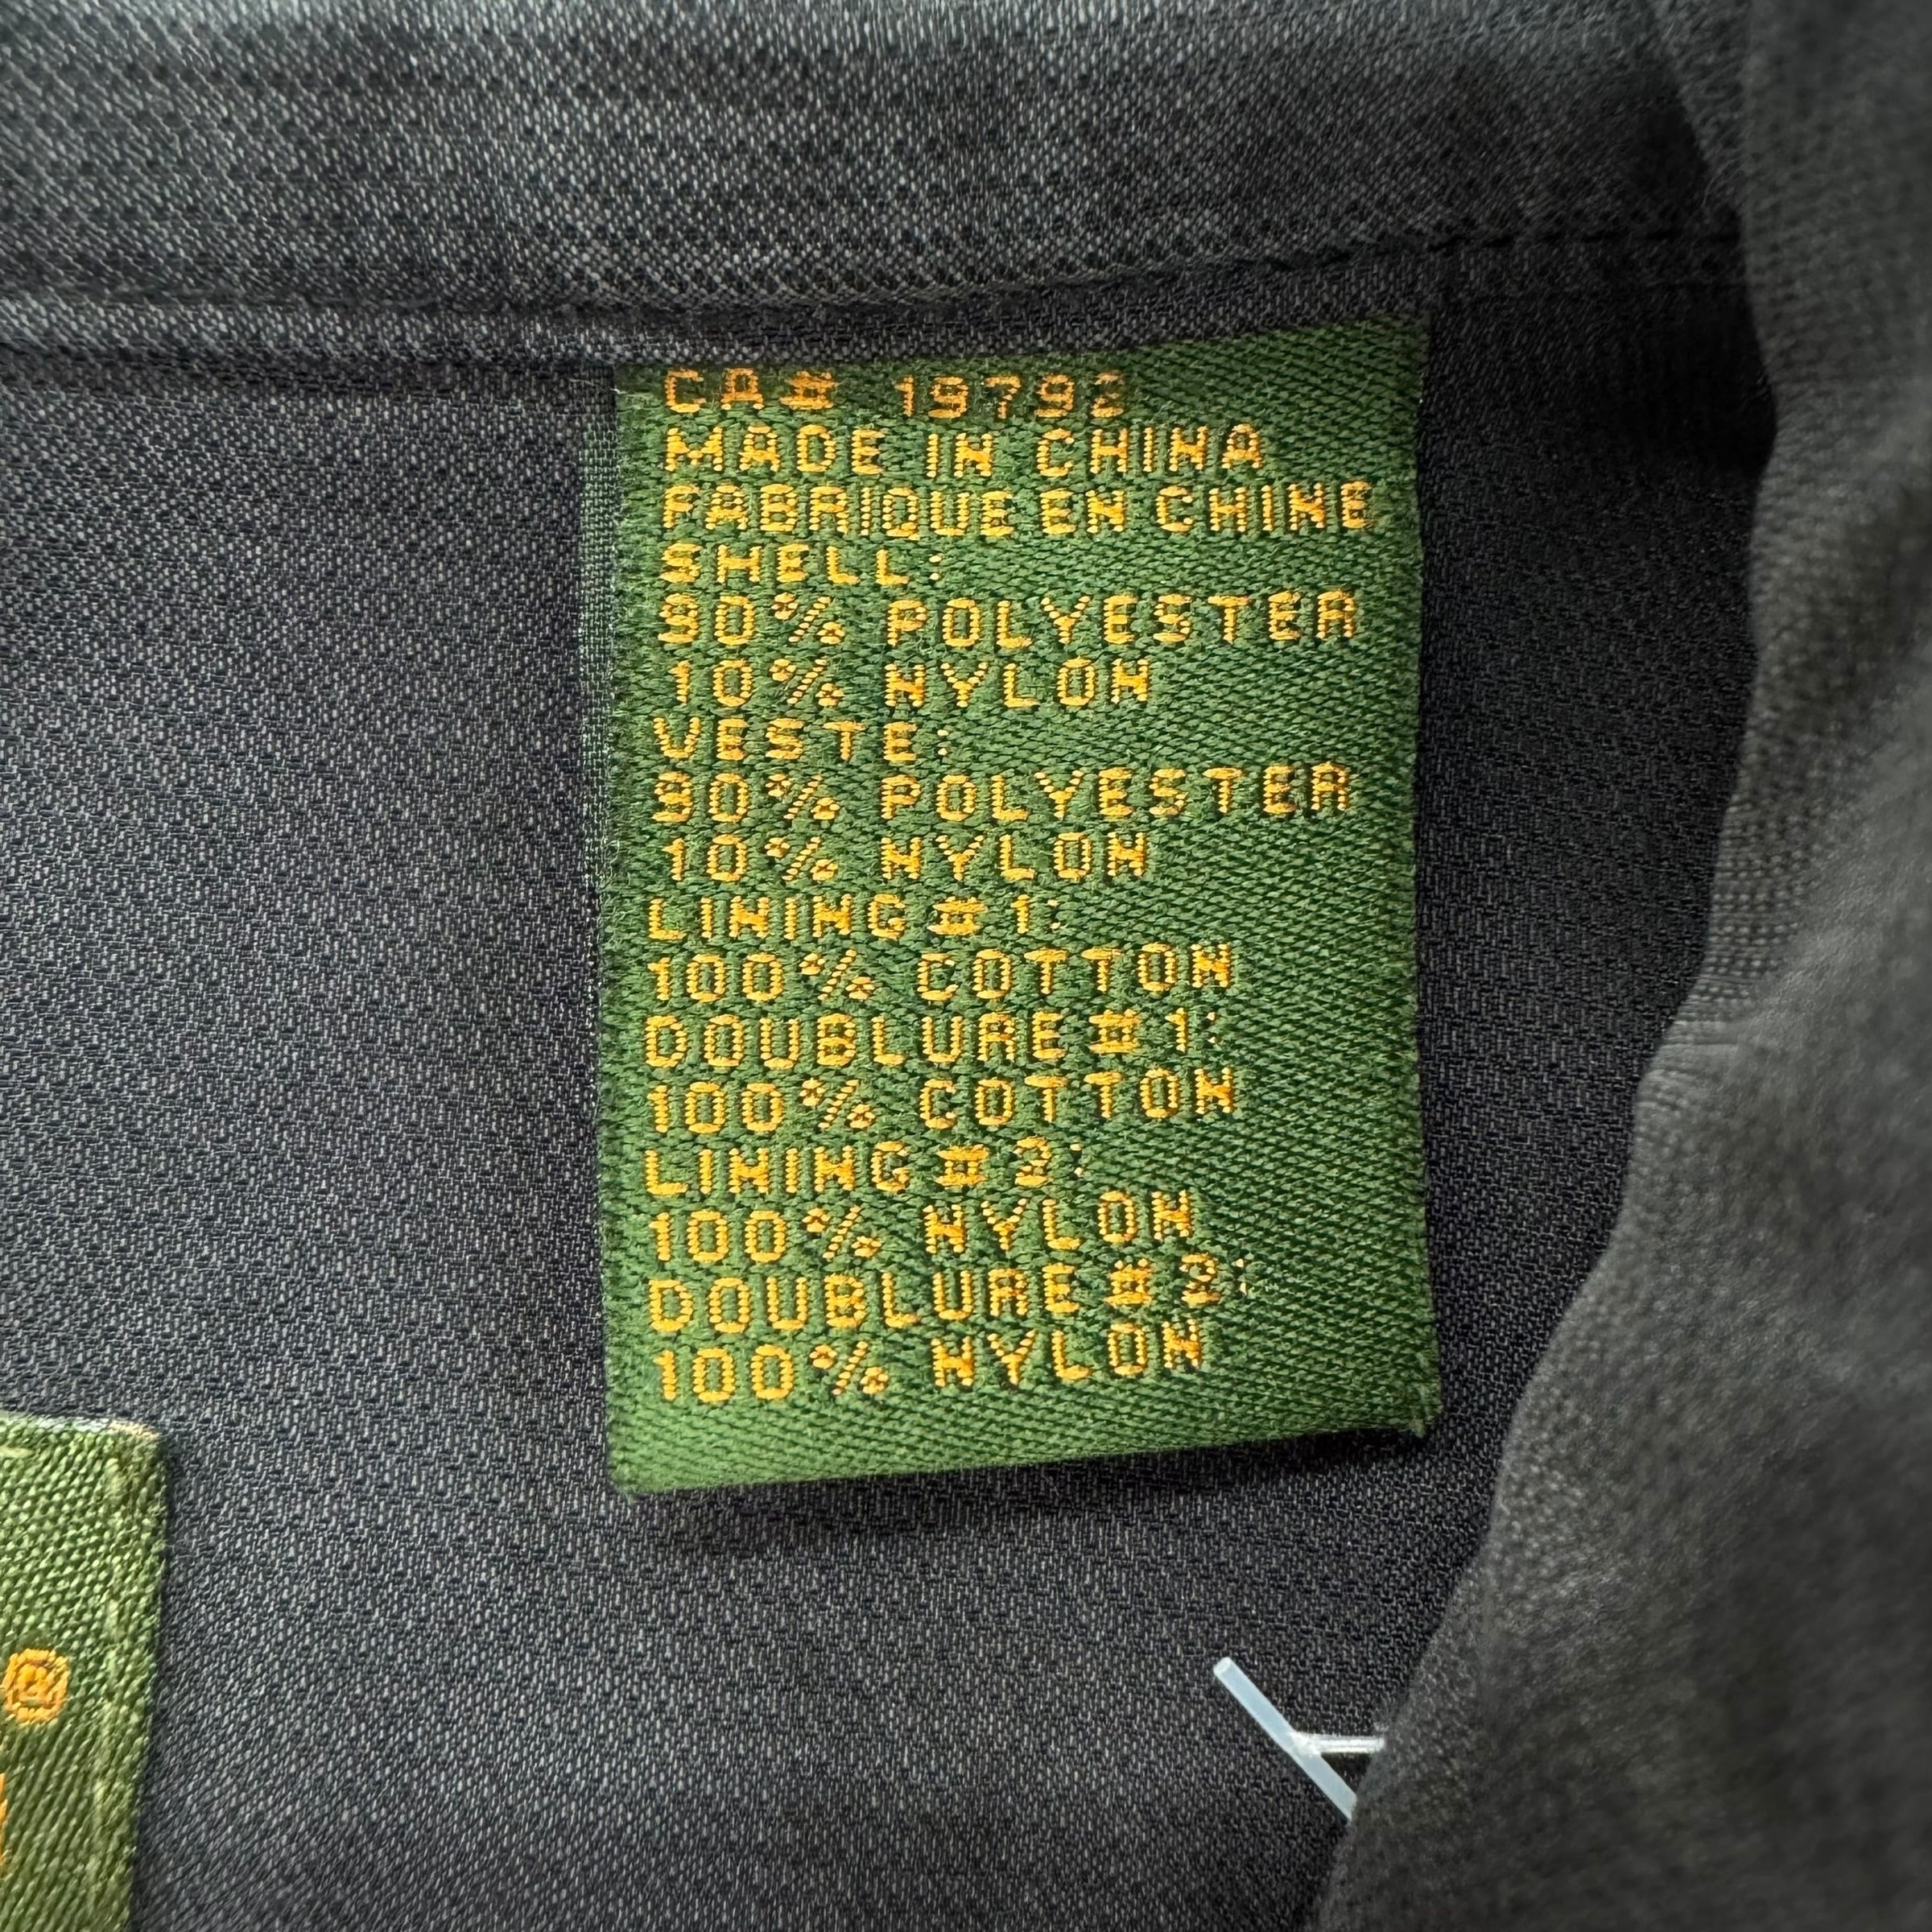 CA# 19792
MADE IN CHINA
FABRIQUE EN CHINE
SHELL:
90% POLYESTER
10% NYLON
VESTE:
90% POLYESTER
10% NYLON
LINING #1:
100% COTTON
DOUBLURE #1:
100% COTTON
LINING #2:
100% NYLON
DOUBLURE #2:
100% NYLON
®